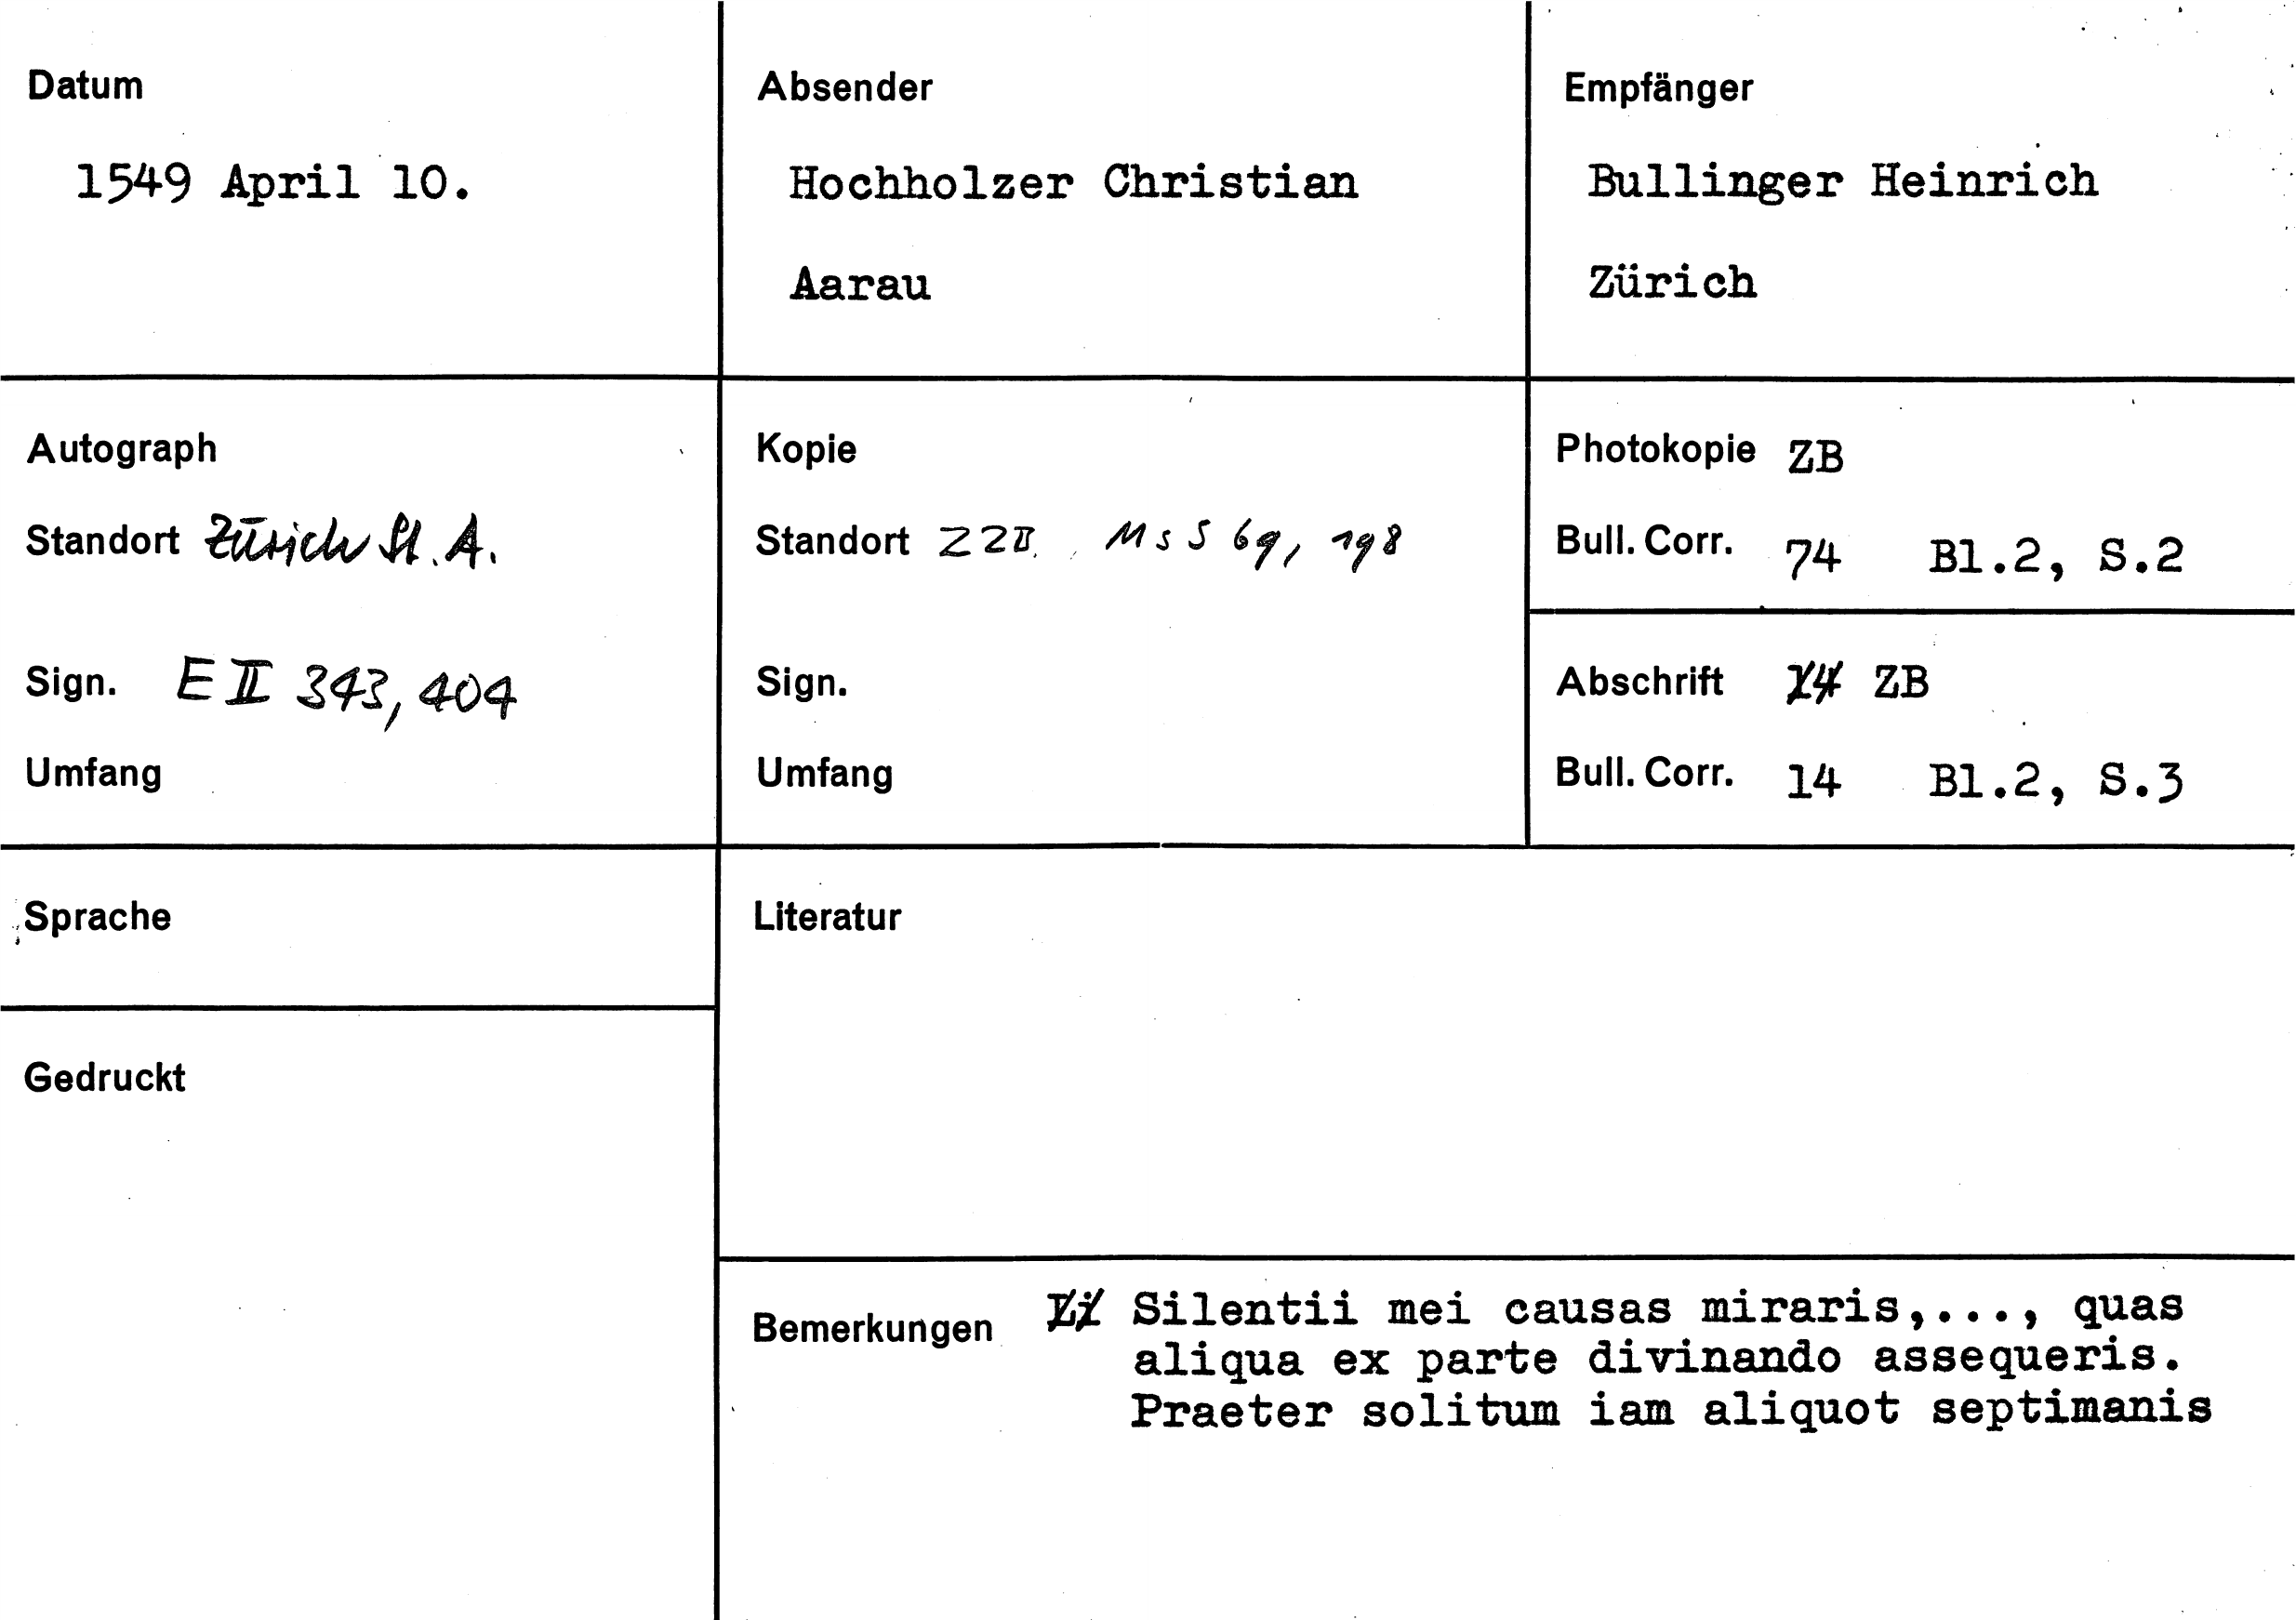 Datum
1549 April 10.
Absender
Hochholzer Christian
Aarau
Empfänger
Bullinger Heinrich
Zürich
Autograph
Standort Zürich St. A.
Sign. E II 343, 404
Umfang
Kopie
Standort ZZII. Ms S 69, 198
Sign.
Umfang
Photokopie ZB
Bull. Corr. 74 Bl.2, S.2
Abschrift ZB
Bull. Corr. 14 Bl.2, S.3
Sprache
Gedruckt
Literatur
Bemerkungen Silentii mei causas miraris,..., quas
aliqua ex parte divinando assequeris.
Praeter solitum iam aliquot septimanis